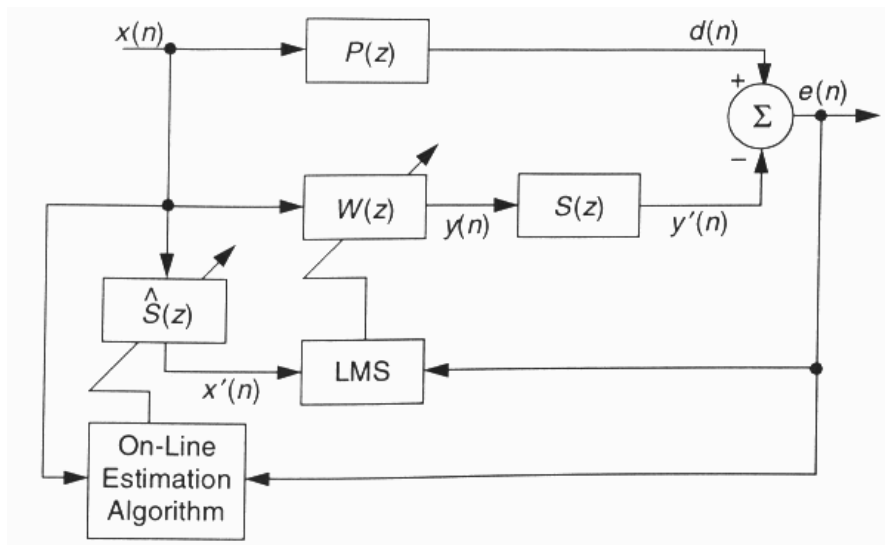 x(n)
P(z)
d(n)
+
Σ
e(n)
−
W(z)
y(n)
S(z)
y′(n)
Ŝ(z)
x′(n)
LMS
On-Line
Estimation
Algorithm